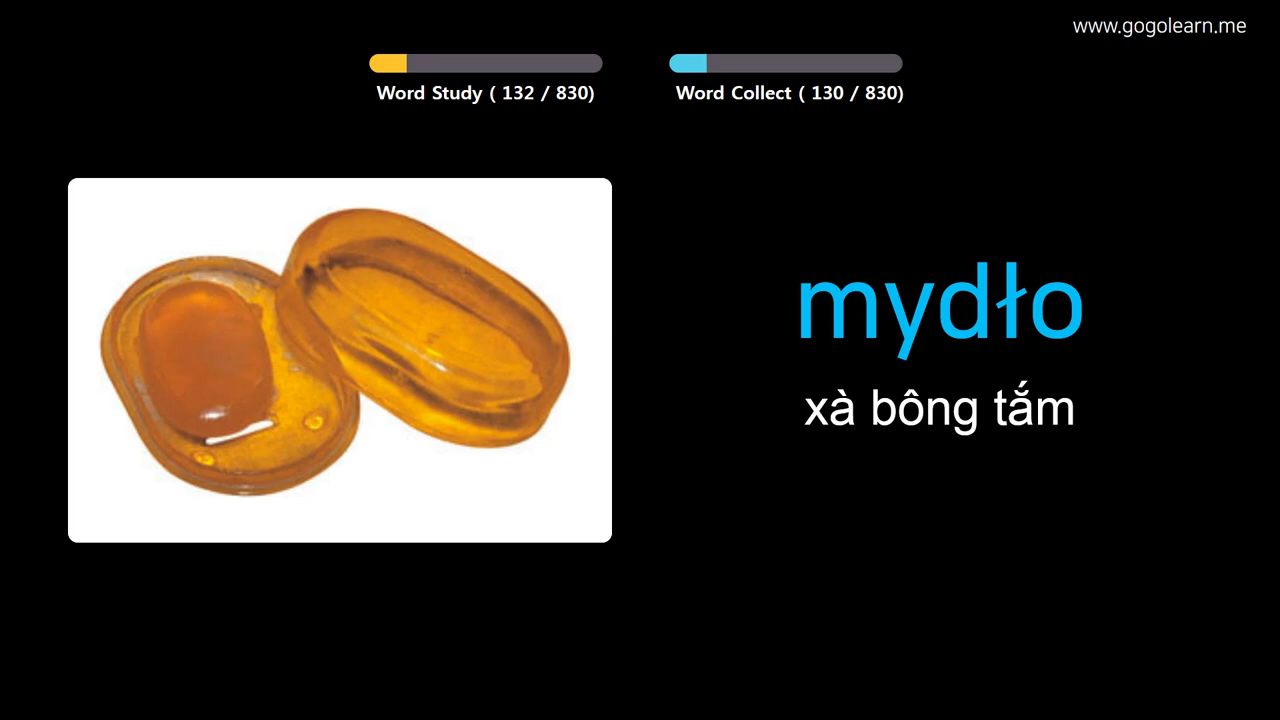 www.gogolearn.me
Word Study ( 132 / 830)
Word Collect ( 130 / 830)
mydło
xà bông tắm